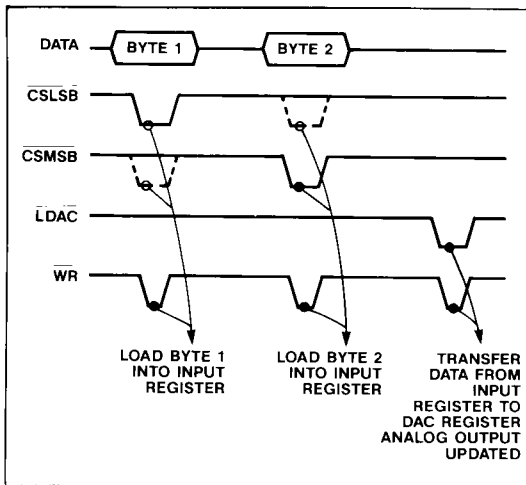 DATA BYTE 1 BYTE 2
CSLSB
CSMSB
LDAC
WR
LOAD BYTE 1
INTO INPUT
REGISTER
LOAD BYTE 2
INTO INPUT
REGISTER
TRANSFER
DATA FROM
INPUT
REGISTER TO
DAC REGISTER
ANALOG OUTPUT
UPDATED